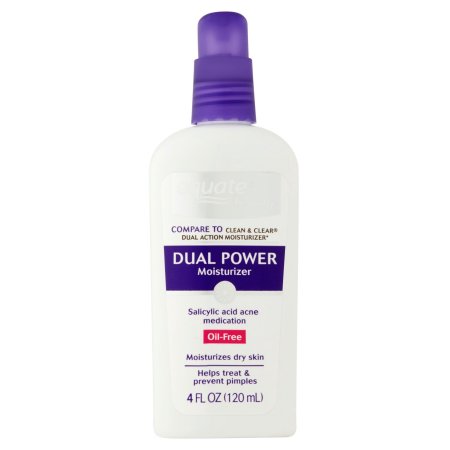 equate
COMPARE TO CLEAN & CLEAR®
DUAL ACTION MOISTURIZER*
DUAL POWER
Moisturizer
Salicylic acid acne
medication
Oil-Free
Moisturizes dry skin
Helps treat &
prevent pimples
4 FL OZ (120 mL)